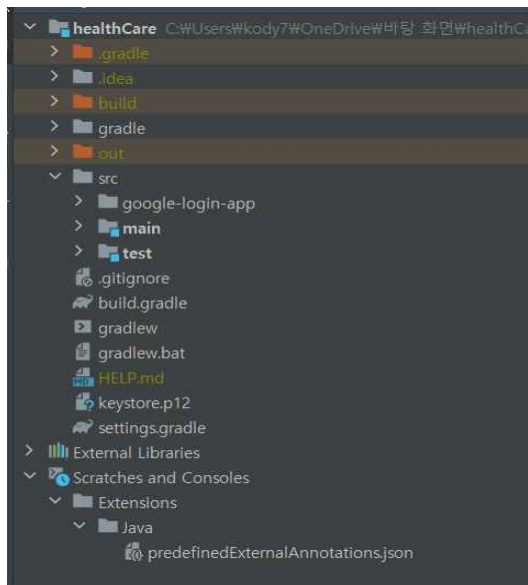 healthCare C:₩Users₩kody7₩OneDrive₩바탕 화면₩healthCa
.gradle
.idea
build
gradle
out
src
google-login-app
main
test
.gitignore
build.gradle
gradlew
gradlew.bat
HELP.md
keystore.p12
settings.gradle
External Libraries
Scratches and Consoles
Extensions
Java
predefinedExternalAnnotations.json